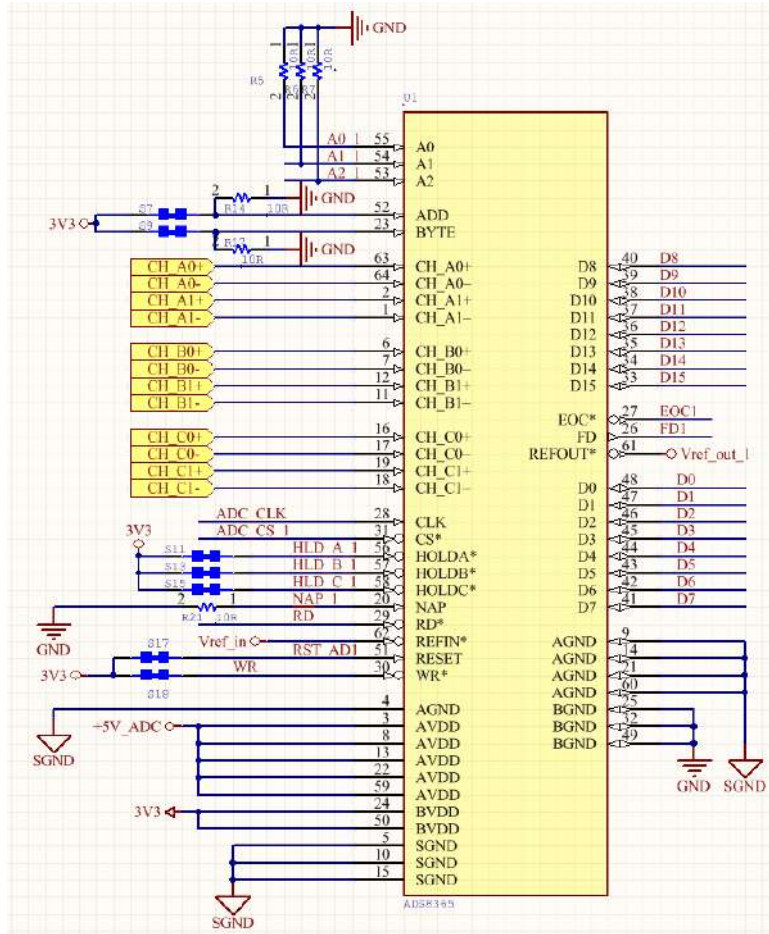 GND
1 1 1
10R 10R 10R
R5 R6 R7
2 2 2
U1
A0_1 55 A0
A1_1 54 A1
A2_1 53 A2
2 1 GND
R14 10R
3V3 S7 52 ADD
S9 23 BYTE
1 GND
10R
CH_A0+ 63 CH_A0+ D8 40 D8
CH_A0- 64 CH_A0- D9 39 D9
CH_A1+ 2 CH_A1+ D10 38 D10
CH_A1- 1 CH_A1- D11 37 D11
D12 36 D12
CH_B0+ 6 CH_B0+ D13 35 D13
CH_B0- 7 CH_B0- D14 34 D14
CH_B1+ 12 CH_B1+ D15 33 D15
CH_B1- 11 CH_B1-
EOC* 27 EOC1
CH_C0+ 16 CH_C0+ FD 26 FD1
CH_C0- 17 CH_C0- REFOUT* 61 Vref_out_1
CH_C1+ 19 CH_C1+
CH_C1- 18 CH_C1- D0 48 D0
D1 47 D1
ADC_CLK 28 CLK D2 46 D2
ADC_CS_1 31 CS* D3 45 D3
3V3 S11 HLD_A_1 56 HOLDA* D4 44 D4
S13 HLD_B_1 57 HOLDB* D5 43 D5
S15 HLD_C_1 58 HOLDC* D6 42 D6
2 1 NAP_1 20 NAP D7 41 D7
R21 10R RD 29 RD*
GND
Vref_in 62 REFIN* AGND 9
S17 RST_AD1 51 RESET AGND 14
3V3 WR 30 WR* AGND 21
S18
AGND 60
4 AGND BGND 25
+5V_ADC 3 AVDD BGND 32
8 AVDD BGND 49
SGND 13 AVDD
22 AVDD GND SGND
59 AVDD
3V3 24 BVDD
50 BVDD
5 SGND
10 SGND
15 SGND
SGND
ADS8365